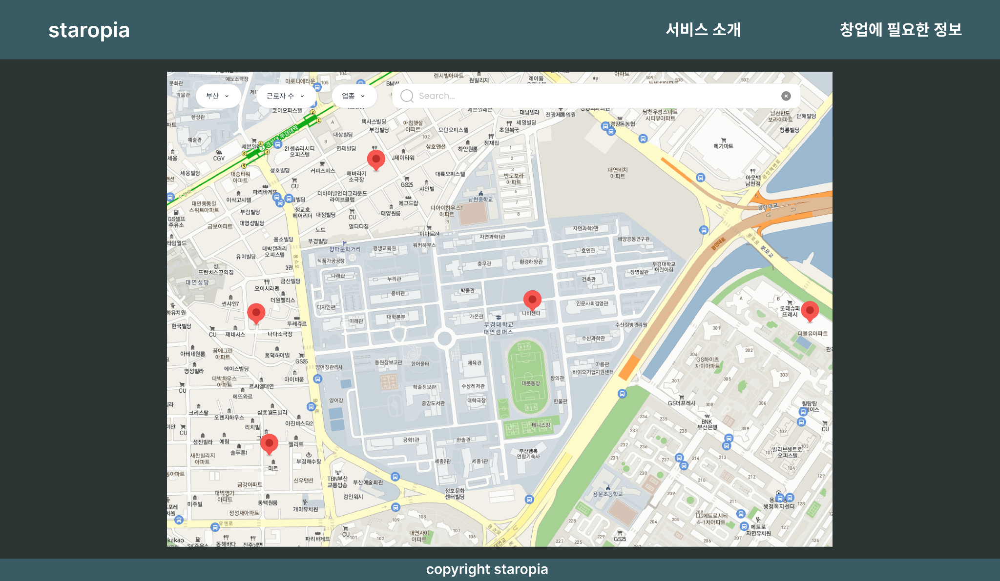 staropia
서비스 소개
창업에 필요한 정보
부산
근로자 수
업종
Search...
문화관
박물관
예노소극장
마로니에타운
105
104
BMW
렌시빌아파트
원빌리지
레이듐
아파트
509
508
502
한성관
코아오피스텔
2
1
A
B
텍사스빌딩
부림빌딩
아침햇살
아파트
102
세븐일레븐
대남빌라
전광제통의원
세영빌딩
초원복국
모던오피스텔
정재집
부경양돈농협
남천우성스마트
시티뷰아파트
남천반도
보라아파트
단해빌딩
청룡빌딩
예술관
경성대 부경대역
대상빌딩
연제빌딩
21센츄리시티
오피스텔
4
6
3
5
CGV
세웅
세웅빌딩
대승타워
아파트
청호빌딩
커피스미스
해바라기
소극장
J제이타워
삼호맨션
하얀원룸
메가마트
대륙오피스텔
GS25
샤인빌
1
2
3
반도보라
아파트
6
7
8
대연비치
아파트
아웃백
남천점
광안해변로
맨션
수영로
CU
파리바게뜨
이삭고시텔
대연동동일
스위트아파트
부림빌딩
정교호
헤어리더
더바이널언더그라운드
라이브클럽
대정빌딩
CU
태양원룸
에그드랍
남천중학교
디아이하우스1
아파트
B
광안대교
GS셀프
주유소
금보아파트
대영성빌딩
노드
멀티다짐
이마트24
타임월드
용소빌딩
부경빌딩
향파문학거리
평생교육원
워커하우스
자연과학1관
자연과학2관
해양공동연구관
광안대로
분포로
분포교
유이빌딩
대박갤러리
오피스텔
용소로
식품가공공장
충무관
환경해양관
호연관
성
프란치스꼬의집
3관
나래관
누리관
장영실관
부경대학교
어린이집
대연성당
금산빌딩
오이시라멘
더원팰리스
웅비관
박물관
건축관
썬샤인7
디자인관
인문사회경영관
A
B
롯데슈퍼
프레시
하유치원
한국빌딩
뚜레쥬르
미래관
대학본부
가온관
나비센터
부경대학교
대연캠퍼스
수산질병관리원
301
더블유아파트
CU
제네시스
나다소극장
수산과학관
302
아테네원룸
꿈에그린
아파트
홍덕하이빌
GS25
304
GS하이츠
자이아파트
명성빌라
에이스빌딩
양어장관리사
동원장보고관
한어울터
체육관
아름관
바이오기업지원센터
303
대박하우스
아파트
마이바움
307
CU
르씨엘대연
에뜨와르
학술정보관
수상레저관
대운동장
창의관
빌라
양어장
중앙도서관
대학극장
한울관
GS더프레시
308
306
힐탑탑
크리스탈
오렌지하우스
삼흥월드빌라
용소로
234
235
BNK
부산은행
305
미안
CU
리치빌
아진비스타2
테니스장
233
236
CU
102
성진빌라
예림
엘리트
공학1관
한솔관
232
237
103
솔푸른1
부산행복
연합기숙사
231
214
213
101
빌리브센트로
오피스텔
새한빌리지
아파트
부경해수탕
미르
세종2관
세종1관
104
동아파트
TBN부산
교통방송
부산예술회관
230
211
212
129
금강아파트
신우맨션
210
대박명가
아파트
컴인워시
정보문화
센터빌딩
용문초등학교
209
128
미주빌
동백원룸
개미유치원
행정복지센터
정성재아파트
108
109
LG메트로시티
4-1차아파트
208
유엔로
228
메트로
자연유치원
127
kakao
SK주유소
동해바다
진주냉면
파리바게뜨
CU
101
102
대연자이
아파트
107
106
용소로
대연교
227
225
229
GS25
205
206
207
126
copyright staropia